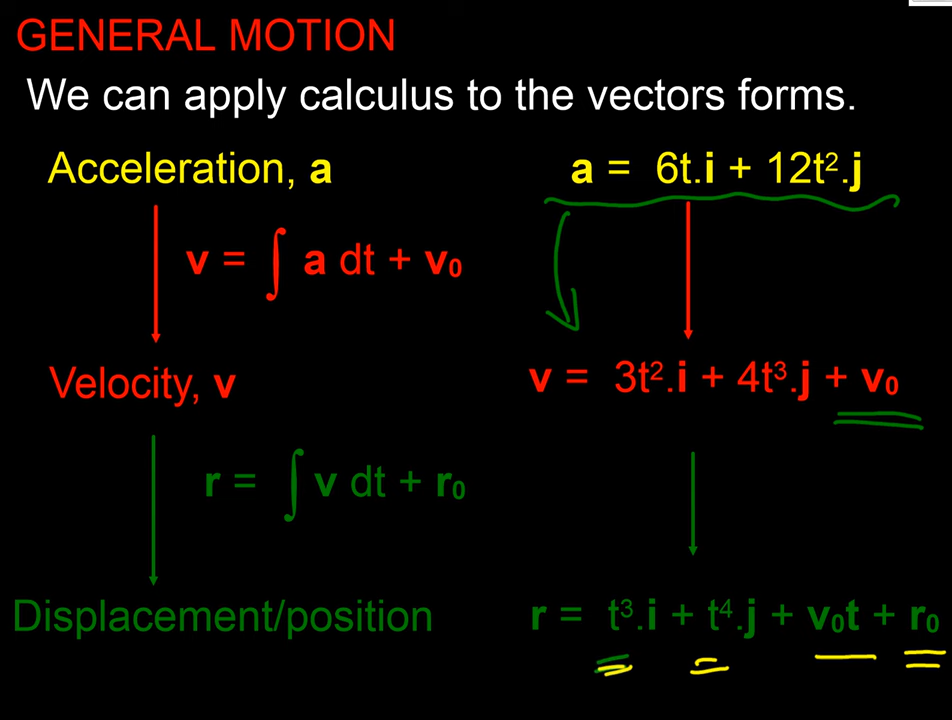 GENERAL MOTION
We can apply calculus to the vectors forms.
Acceleration, a
a = 6t.i + 12t².j
v = ∫ a dt + v₀
Velocity, v
v = 3t².i + 4t³.j + v₀
r = ∫ v dt + r₀
Displacement/position
r = t³.i + t⁴.j + v₀t + r₀